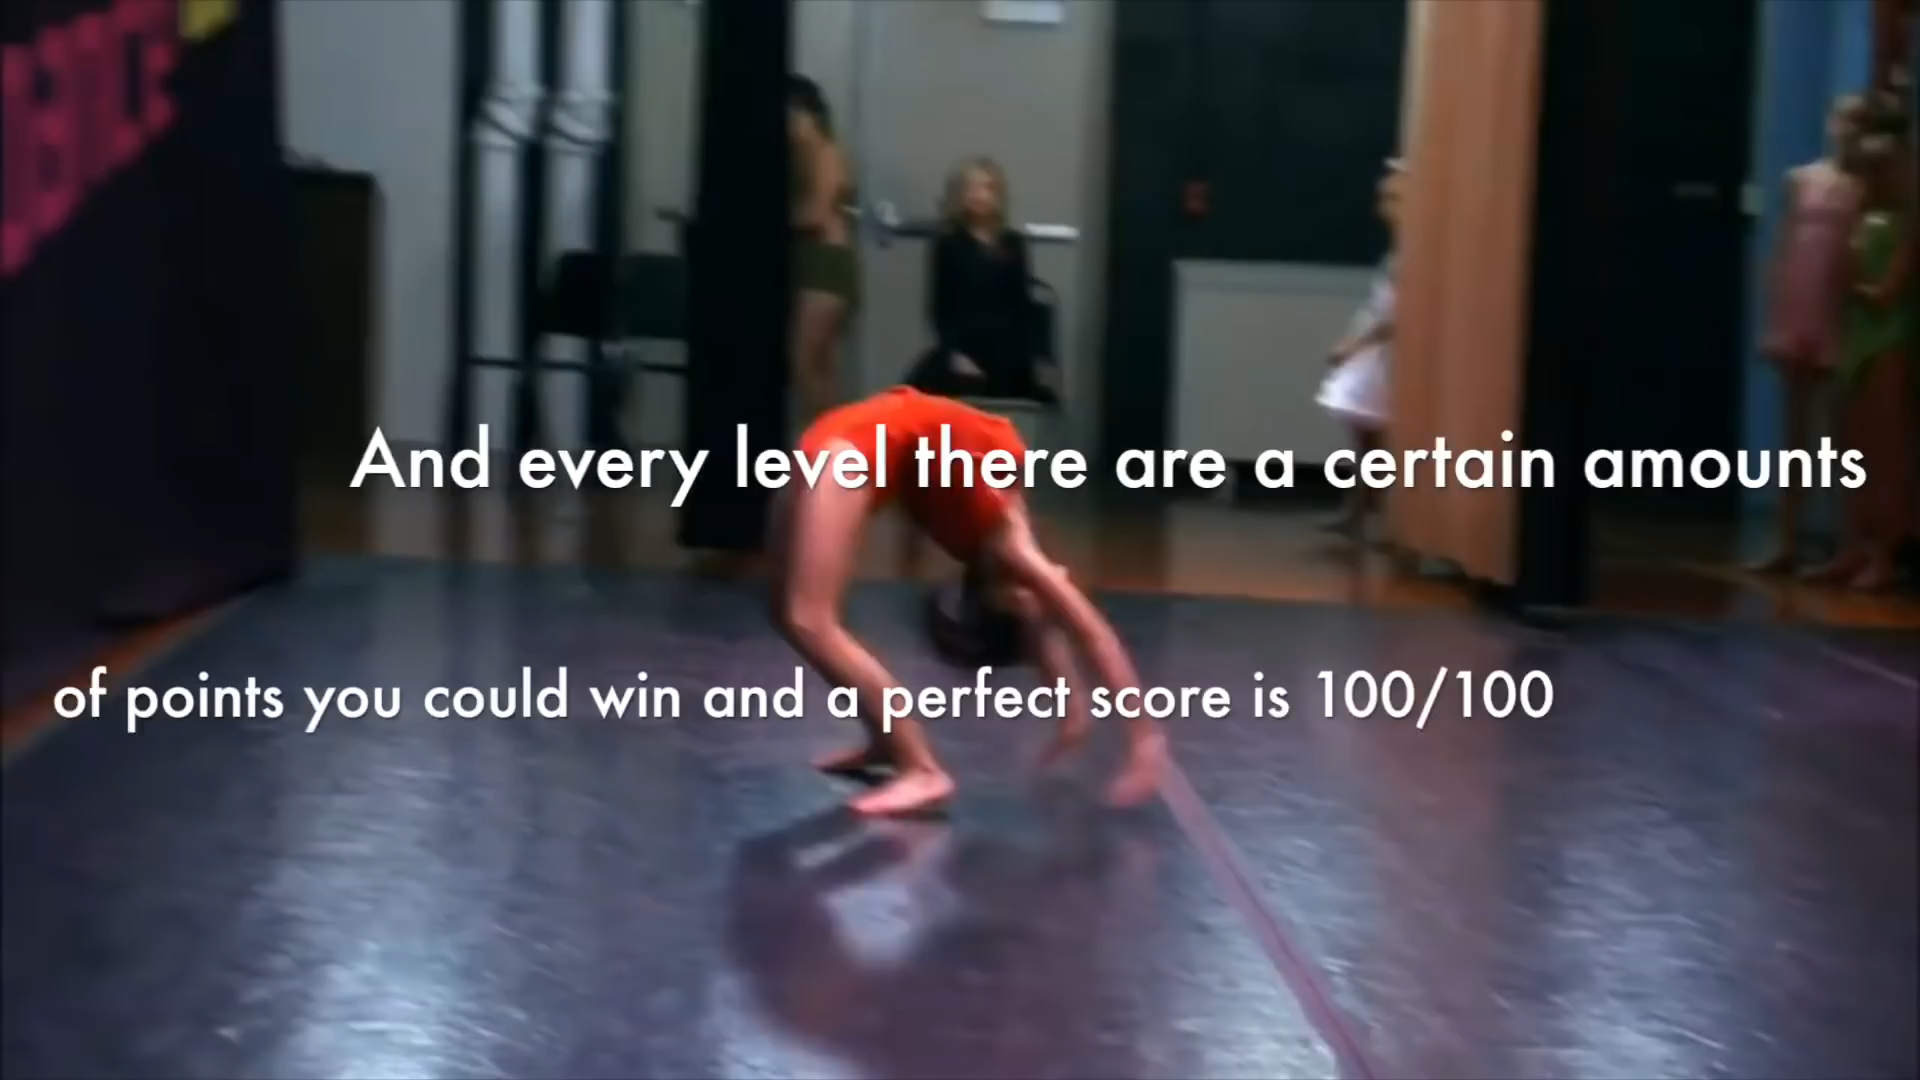 And every level there are a certain amounts
of points you could win and a perfect score is 100/100